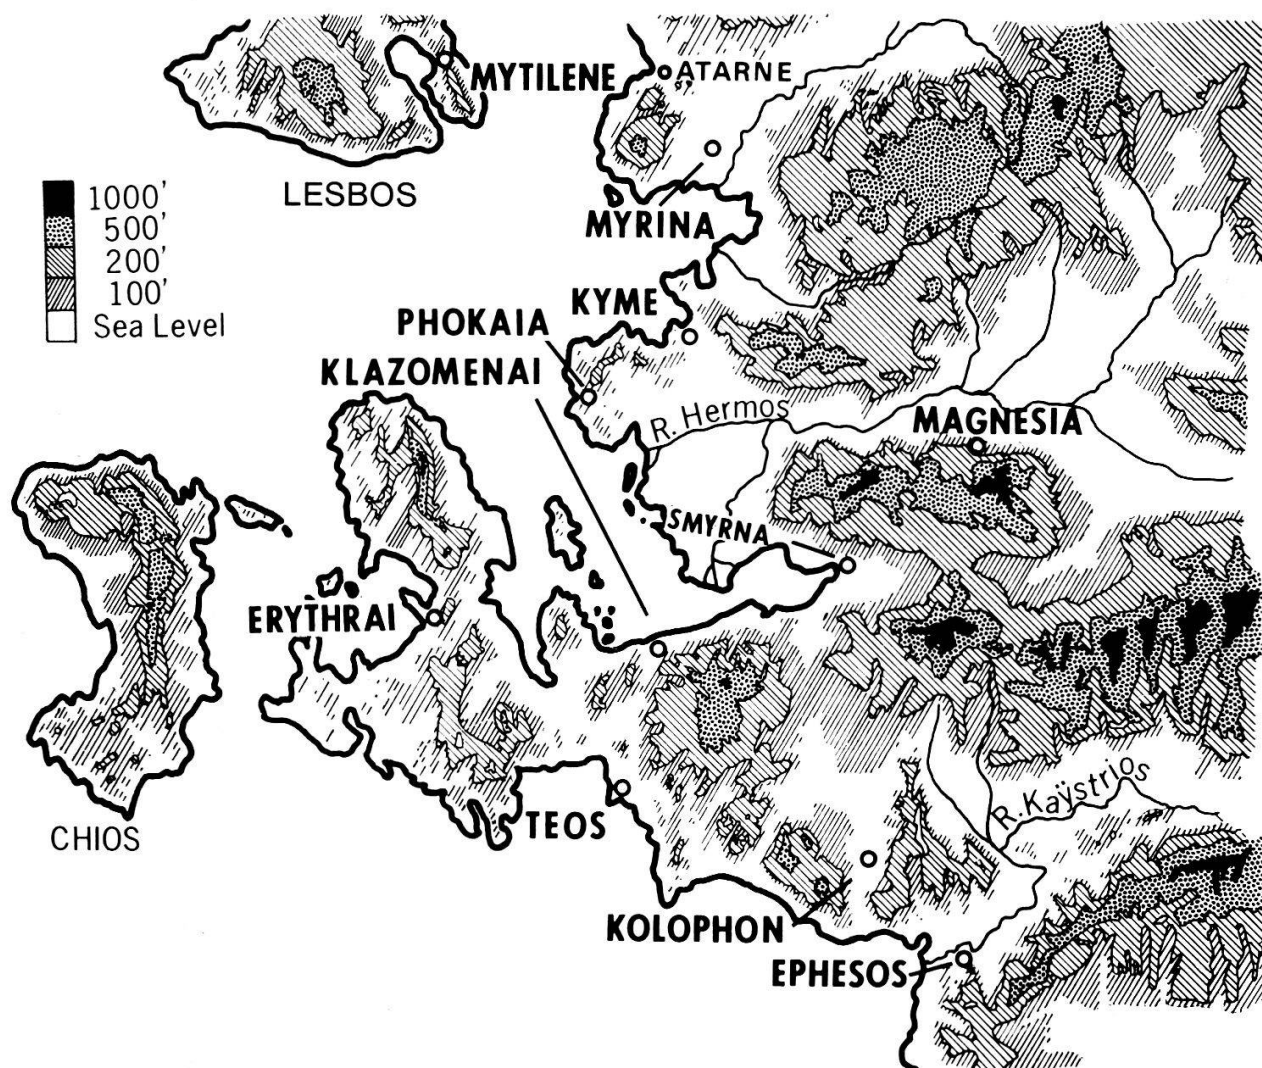 MYTILENE
ATARNE
LESBOS
1000'
500'
200'
100'
Sea Level
MYRINA
KYME
PHOKAIA
KLAZOMENAI
R. Hermos
MAGNESIA
SMYRNA
ERYTHRAI
R. Kaÿstrios
TEOS
CHIOS
KOLOPHON
EPHESOS